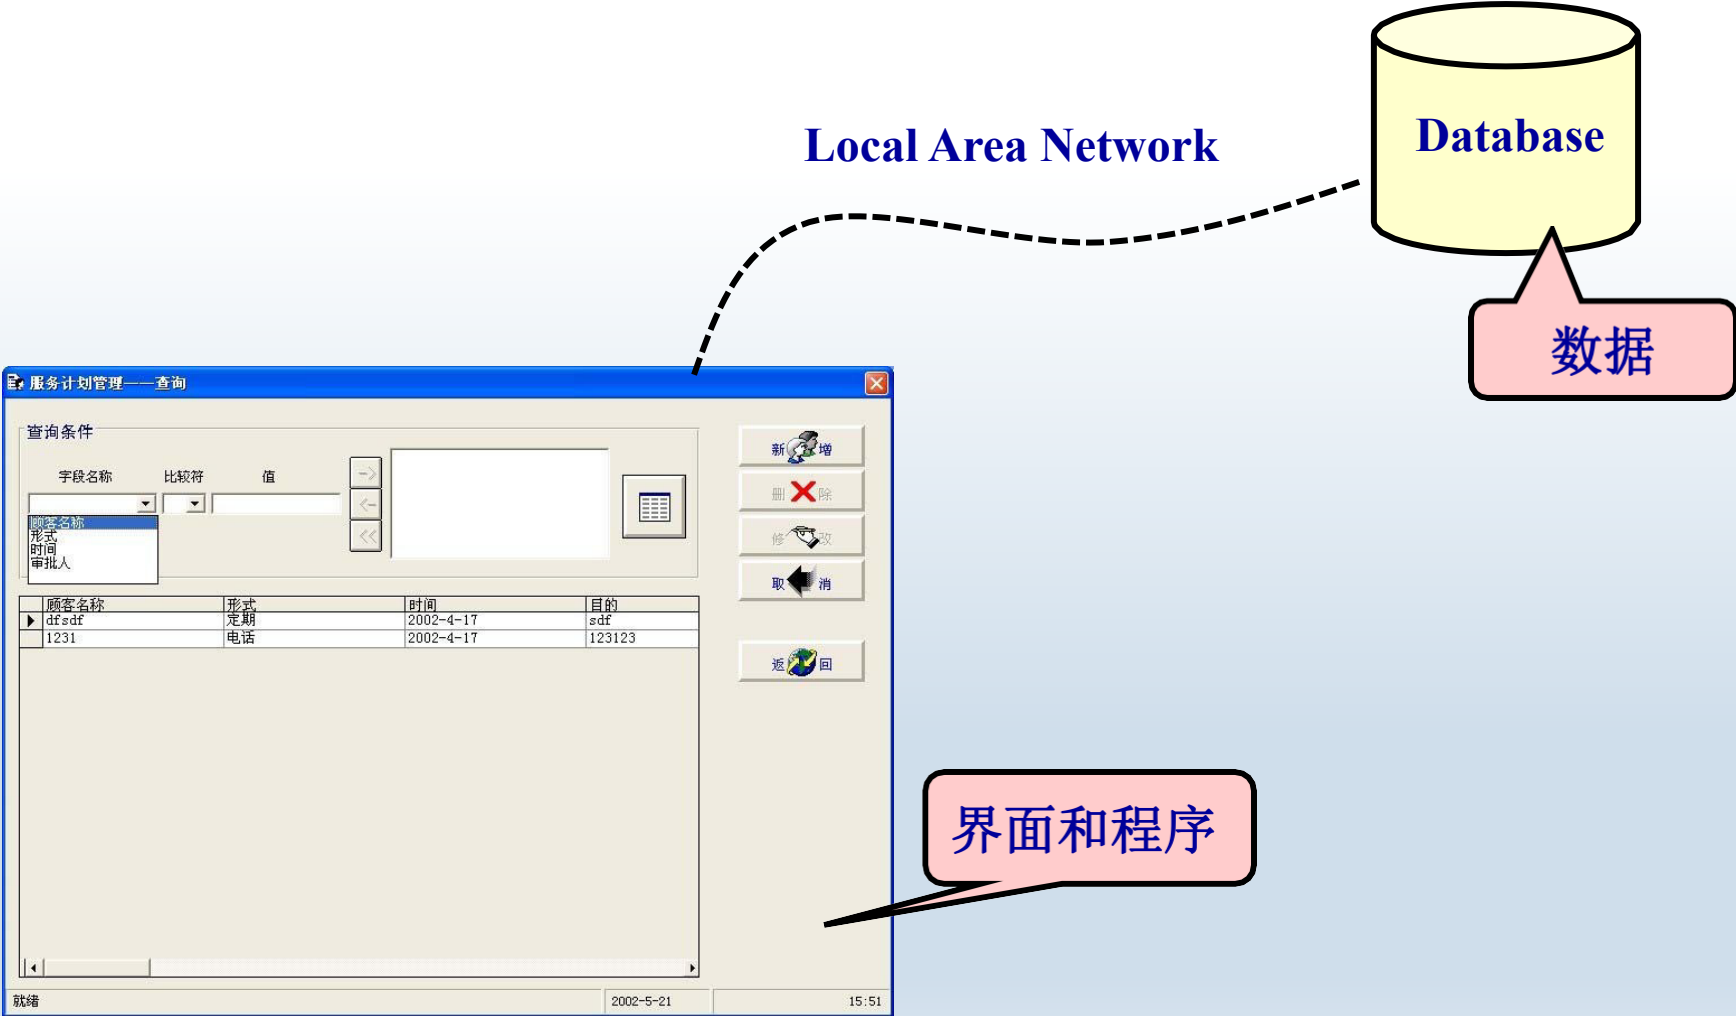 Database
Local Area Network
数据
服务计划管理——查询
查询条件
字段名称 比较符 值
->
<-
<<
顾客名称
形式
时间
审批人
新增
删除
修改
取消
返回
顾客名称 形式 时间 目的
dfsdf 定期 2002-4-17 sdf
1231 电话 2002-4-17 123123
界面和程序
就绪 2002-5-21 15:51